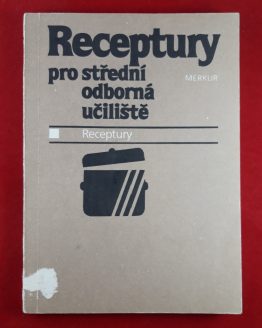 Receptury
pro střední
odborná
učiliště
MERKUR
Receptury